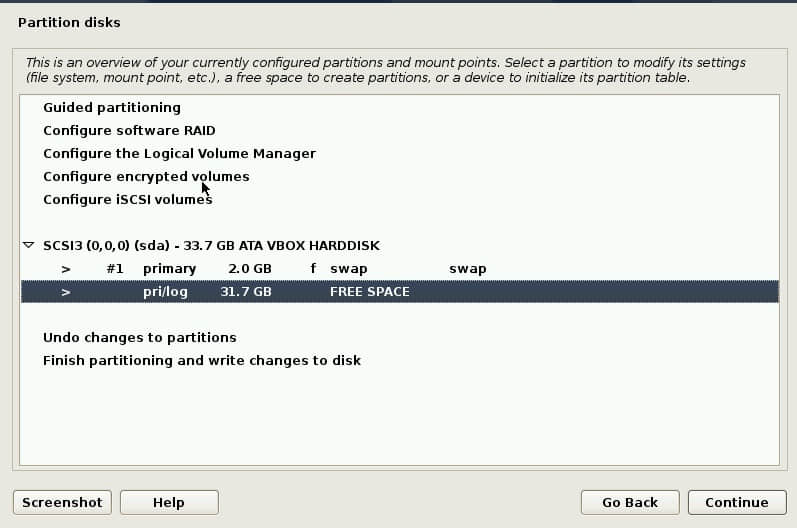 Partition disks
This is an overview of your currently configured partitions and mount points. Select a partition to modify its settings
(file system, mount point, etc.), a free space to create partitions, or a device to initialize its partition table.
Guided partitioning
Configure software RAID
Configure the Logical Volume Manager
Configure encrypted volumes
Configure iSCSI volumes
SCSI3 (0,0,0) (sda) - 33.7 GB ATA VBOX HARDDISK
> #1 primary 2.0 GB f swap swap
> pri/log 31.7 GB FREE SPACE
Undo changes to partitions
Finish partitioning and write changes to disk
Screenshot Help Go Back Continue